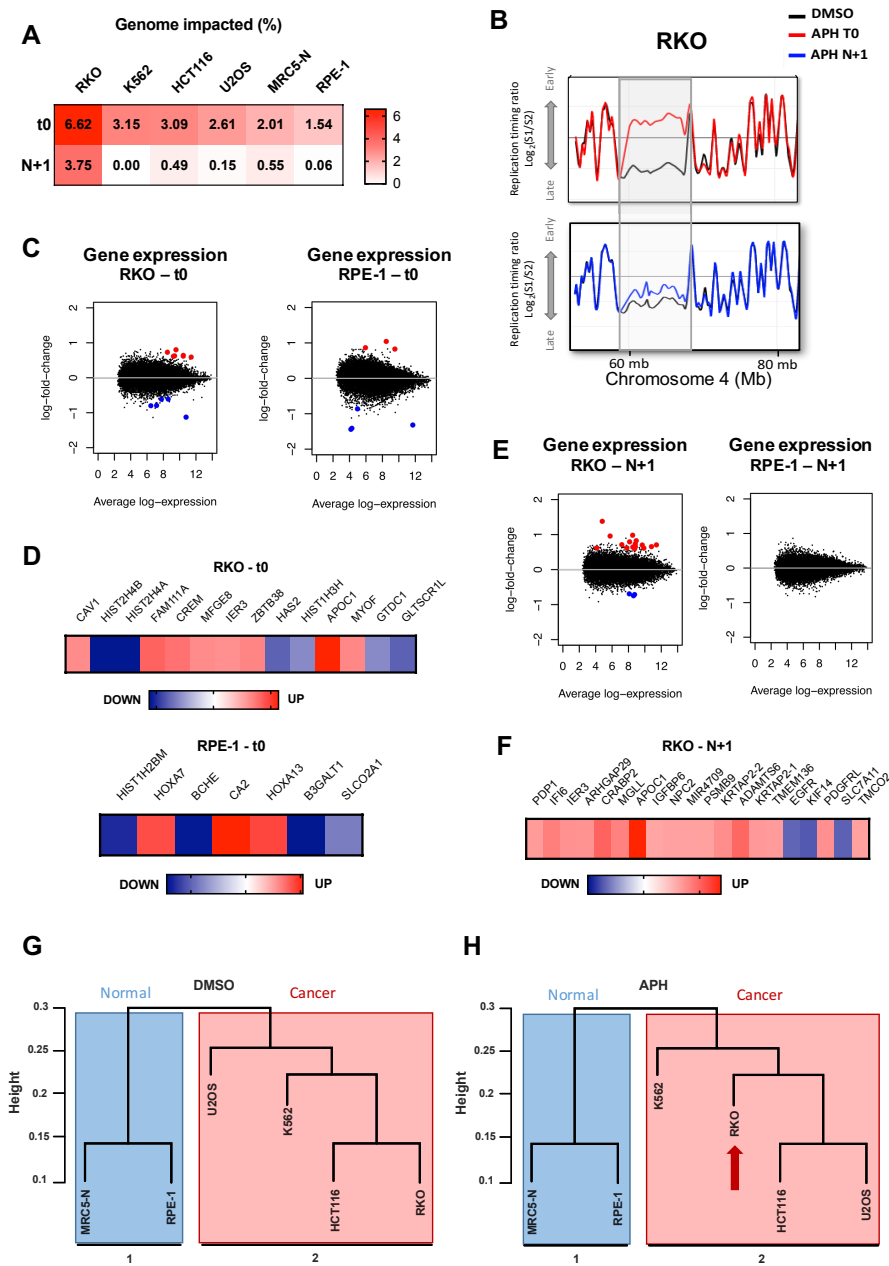 A
Genome impacted (%)
RKO
K562
HCT116
U2OS
MRC5-N
RPE-1
t0
6.62 3.15 3.09 2.61 2.01 1.54
N+1
3.75 0.00 0.49 0.15 0.55 0.06
6
4
2
0
B
RKO
DMSO
APH T0
APH N+1
Replication timing ratio
Log2(S1/S2)
Early
Late
Replication timing ratio
Log2(S1/S2)
Early
Late
60 mb
80 mb
Chromosome 4 (Mb)
C
Gene expression
RKO – t0
log-fold-change
2
1
0
−1
−2
0 2 4 6 8 12
Average log−expression
Gene expression
RPE-1 – t0
log-fold-change
2
1
0
−1
−2
0 2 4 6 8 12
Average log−expression
D
RKO - t0
CAV1
HIST2H4B
HIST2H4A
FAM111A
CREM
MFGE8
IER3
ZBTB38
HAS2
HIST1H3H
APOC1
MYOF
GTDC1
GLTSCR1L
DOWN
UP
RPE-1 - t0
HIST1H2BM
HOXA7
BCHE
CA2
HOXA13
B3GALT1
SLCO2A1
DOWN
UP
E
Gene expression
RKO – N+1
log-fold-change
2
1
0
−1
−2
0 2 4 6 8 12
Average log−expression
Gene expression
RPE-1 – N+1
log-fold-change
2
1
0
−1
−2
0 2 4 6 8 12
Average log−expression
F
RKO - N+1
PDP1
IFI6
IER3
ARHGAP29
CRABP2
MGLL
APOC1
IGFBP6
NPC2
MIR4709
PSMB9
KRTAP2-2
ADAMTS6
KRTAP2-1
TMEM136
EGFR
KIF14
PDGFRL
SLC7A11
TMCO2
DOWN
UP
G
DMSO
Normal
Cancer
Height
0.3
0.25
0.2
0.15
0.1
MRC5-N
RPE-1
U2OS
K562
HCT116
RKO
1
2
H
APH
Normal
Cancer
Height
0.3
0.25
0.2
0.15
0.1
MRC5-N
RPE-1
K562
RKO
HCT116
U2OS
1
2